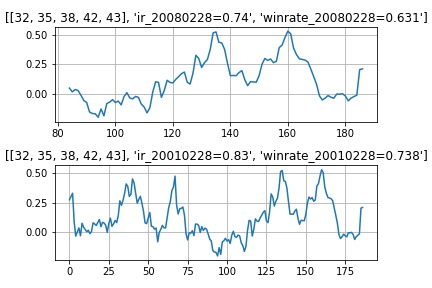 [[32, 35, 38, 42, 43], 'ir_20080228=0.74', 'winrate_20080228=0.631']
0.50
0.25
0.00
80 100 120 140 160 180
[[32, 35, 38, 42, 43], 'ir_20010228=0.83', 'winrate_20010228=0.738']
0.50
0.25
0.00
0 25 50 75 100 125 150 175